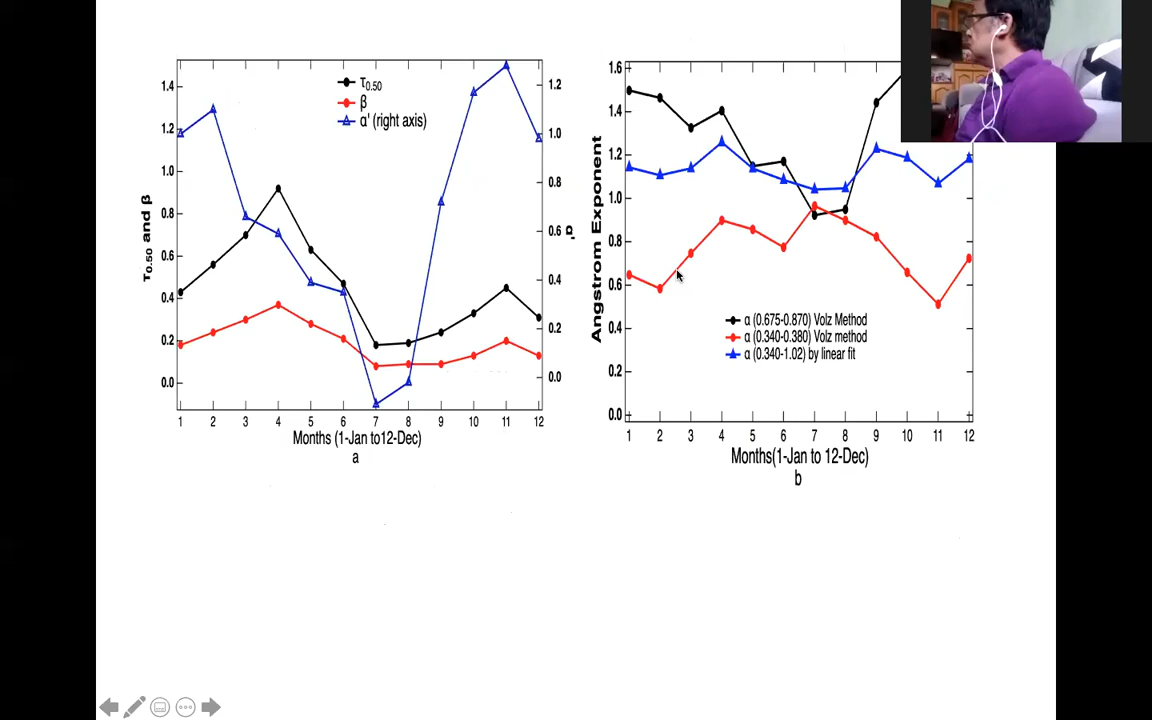 τ0.50
β
α' (right axis)
1.4
1.2
1.0
0.8
0.6
0.4
0.2
0.0
τ0.50 and β
1.2
1.0
0.8
0.6
0.4
0.2
0.0
α'
1 2 3 4 5 6 7 8 9 10 11 12
Months (1-Jan to12-Dec)
a
1.6
1.4
1.2
1.0
0.8
0.6
0.4
0.2
0.0
Angstrom Exponent
α (0.675-0.870) Volz Method
α (0.340-0.380) Volz method
α (0.340-1.02) by linear fit
1 2 3 4 5 6 7 8 9 10 11 12
Months(1-Jan to 12-Dec)
b